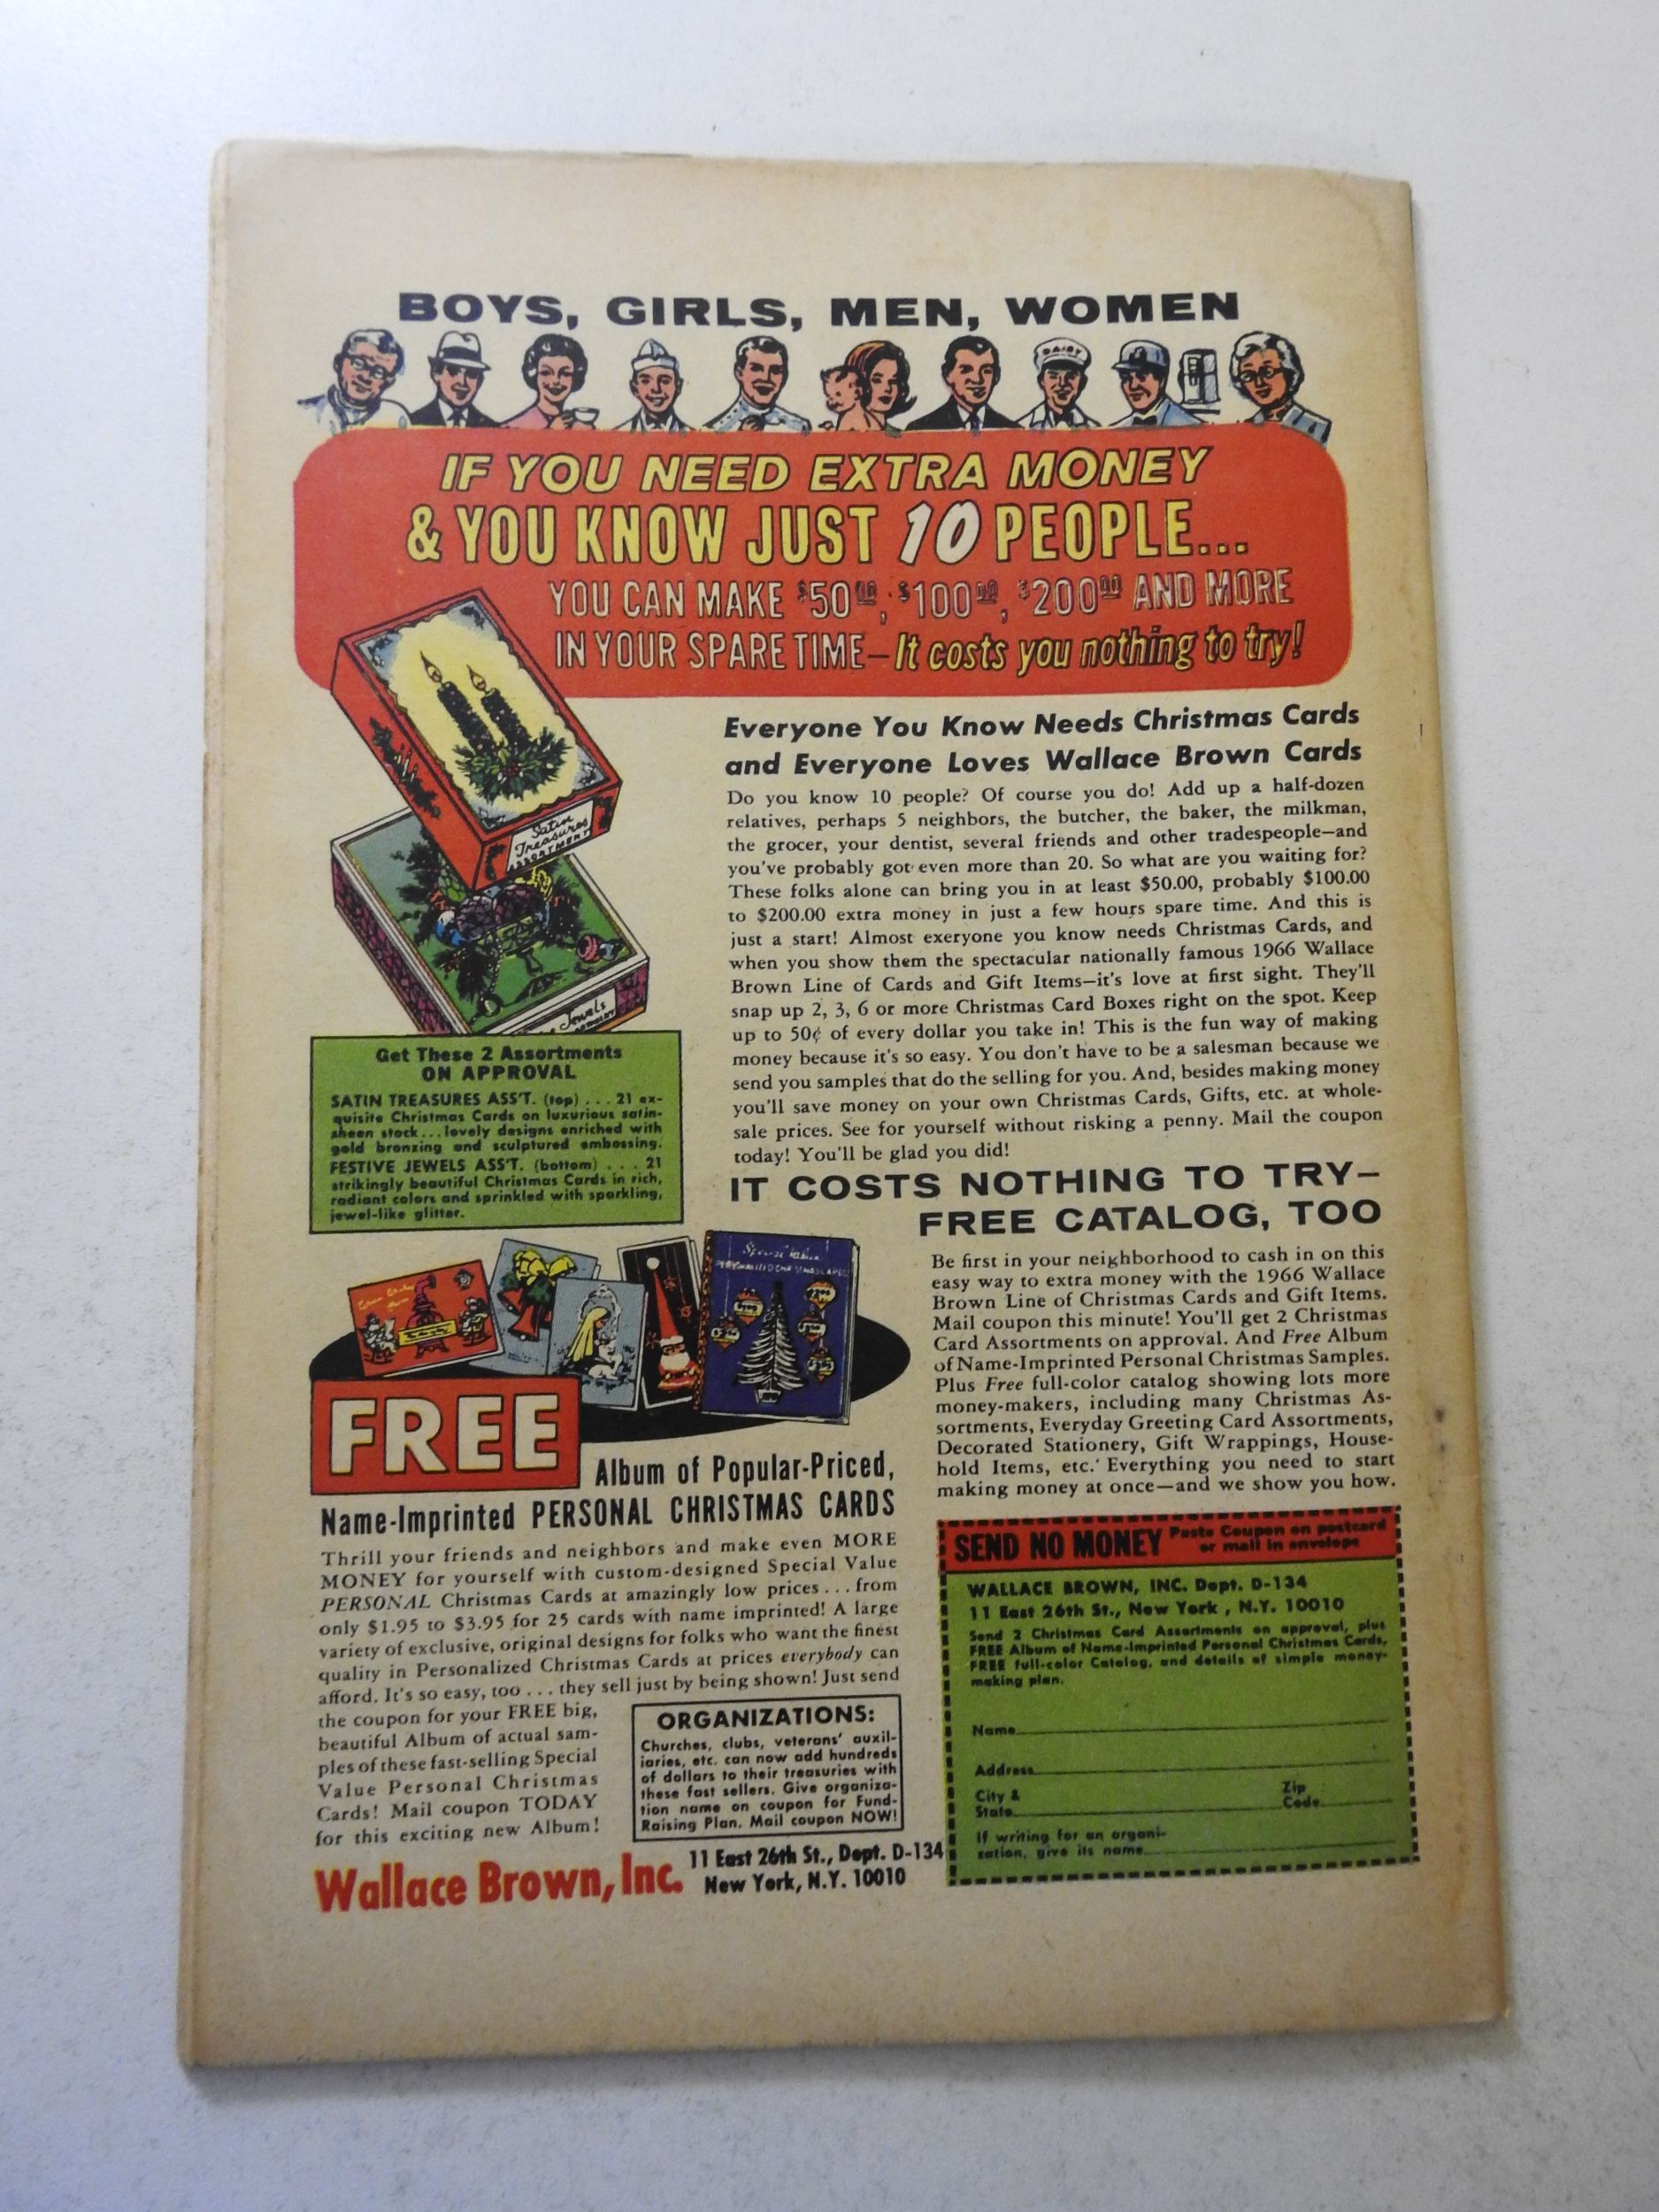 BOYS, GIRLS, MEN, WOMEN
DAIRY
IF YOU NEED EXTRA MONEY
& YOU KNOW JUST 10 PEOPLE...
YOU CAN MAKE $50.00, $100.00, $200.00 AND MORE
IN YOUR SPARE TIME—It costs you nothing to try!
Satin
Treasures
ASSORTMENT
Jewels
Get These 2 Assortments
ON APPROVAL
SATIN TREASURES ASS'T. (top) . . . 21 ex-
quisite Christmas Cards on luxurious satin-
sheen stock...lovely designs enriched with
gold bronzing and sculptured embossing.
FESTIVE JEWELS ASS'T. (bottom) . . . 21
strikingly beautiful Christmas Cards in rich,
radiant colors and sprinkled with sparkling,
jewel-like glitter.
Everyone You Know Needs Christmas Cards
and Everyone Loves Wallace Brown Cards
Do you know 10 people? Of course you do! Add up a half-dozen
relatives, perhaps 5 neighbors, the butcher, the baker, the milkman,
the grocer, your dentist, several friends and other tradespeople—and
you've probably got even more than 20. So what are you waiting for?
These folks alone can bring you in at least $50.00, probably $100.00
to $200.00 extra money in just a few hours spare time. And this is
just a start! Almost exeryone you know needs Christmas Cards, and
when you show them the spectacular nationally famous 1966 Wallace
Brown Line of Cards and Gift Items—it's love at first sight. They'll
snap up 2, 3, 6 or more Christmas Card Boxes right on the spot. Keep
up to 50¢ of every dollar you take in! This is the fun way of making
money because it's so easy. You don't have to be a salesman because we
send you samples that do the selling for you. And, besides making money
you'll save money on your own Christmas Cards, Gifts, etc. at whole-
sale prices. See for yourself without risking a penny. Mail the coupon
today! You'll be glad you did!
IT COSTS NOTHING TO TRY—
FREE CATALOG, TOO
Be first in your neighborhood to cash in on this
easy way to extra money with the 1966 Wallace
Brown Line of Christmas Cards and Gift Items.
Mail coupon this minute! You'll get 2 Christmas
Card Assortments on approval. And Free Album
of Name-Imprinted Personal Christmas Samples.
Plus Free full-color catalog showing lots more
money-makers, including many Christmas As-
sortments, Everyday Greeting Card Assortments,
Decorated Stationery, Gift Wrappings, House-
hold Items, etc. Everything you need to start
making money at once—and we show you how.
FREE
Album of Popular-Priced,
Name-Imprinted PERSONAL CHRISTMAS CARDS
Thrill your friends and neighbors and make even MORE
MONEY for yourself with custom-designed Special Value
PERSONAL Christmas Cards at amazingly low prices...from
only $1.95 to $3.95 for 25 cards with name imprinted! A large
variety of exclusive, original designs for folks who want the finest
quality in Personalized Christmas Cards at prices everybody can
afford. It's so easy, too ... they sell just by being shown! Just send
the coupon for your FREE big,
beautiful Album of actual sam-
ples of these fast-selling Special
Value Personal Christmas
Cards! Mail coupon TODAY
for this exciting new Album!
ORGANIZATIONS:
Churches, clubs, veterans' auxil-
iaries, etc. can now add hundreds
of dollars to their treasuries with
these fast sellers. Give organiza-
tion name on coupon for Fund-
Raising Plan. Mail coupon NOW!
Wallace Brown, Inc.
11 East 26th St., Dept. D-134
New York, N.Y. 10010
SEND NO MONEY Paste Coupon on postcard
or mail in envelope
WALLACE BROWN, INC. Dept. D-134
11 East 26th St., New York , N.Y. 10010
Send 2 Christmas Card Assortments on approval, plus
FREE Album of Name-Imprinted Personal Christmas Cards,
FREE full-color Catalog, and details of simple money-
making plan.
Name
Address
City &
State
Zip
Code
If writing for an organi-
zation, give its name